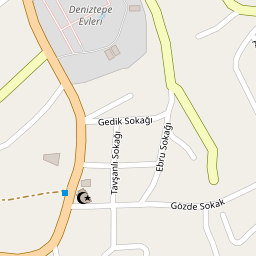 Deniztepe
Evleri
Gedik Sokağı
Tavşanlı Sokağı
Ebru Sokağı
Gözde Sokak